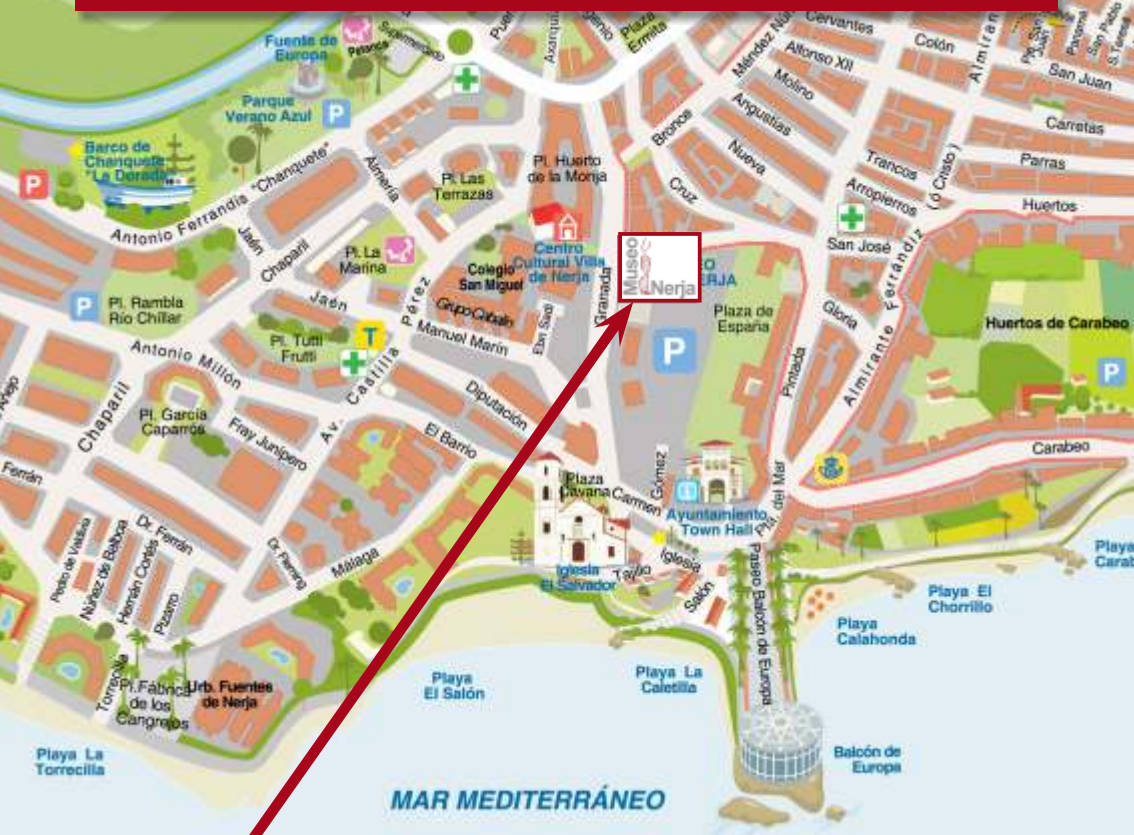 Cervantes
Colón
Fuente de
Europa
Petanca
Supermercado
Plaza
Ermita
Alfonso XII
San Juan
Molino
Parque
Verano Azul
P
Angustias
Bronce
Carretas
Barco de
Chanquete
"La Dorada"
P
Nueva
Trancos
Parras
Pl. Huerto
de la Monja
Pl. Las
Terrazas
Almería
Cruz
Arropieros
( o Cristo )
Huertos
Antonio Ferrandis "Chanquete"
Jaén
Chaparil
Pl. La
Marina
Centro
Cultural Villa
de Nerja
Colegio
San Miguel
Museo
Nerja
San José
Granada
P
Pl. Rambla
Río Chíllar
Jaén
Pérez
Plaza de
España
Gloria
Almirante Ferrándiz
Huertos de Carabeo
Pl. Tutti
Frutti
T
Manuel Marín
P
Pintada
P
Antonio Millón
Castilla
Av.
Chaparil
Diputación
Pl. García
Caparrós
Fray Junípero
El Barrio
Carabeo
Ferrán
Plaza
Cavana
Carmen
Gómez
Ayuntamiento
Town Hall
Pta. del Mar
Dr. Ferrán
Pedro de Valdivia
Núñez de Balboa
Hernán Cortés
Pizarro
Dr. Fleming
Málaga
Iglesia
El Salvador
Tajillo
Iglesia
Salón
Paseo Balcón de Europa
Playa El
Chorrillo
Playa
Calahonda
Torrecilla
Pl. Fábrica
de los
Cangrejos
Urb. Fuentes
de Nerja
Playa
El Salón
Playa La
Caletilla
Playa La
Torrecilla
Balcón de
Europa
MAR MEDITERRÁNEO